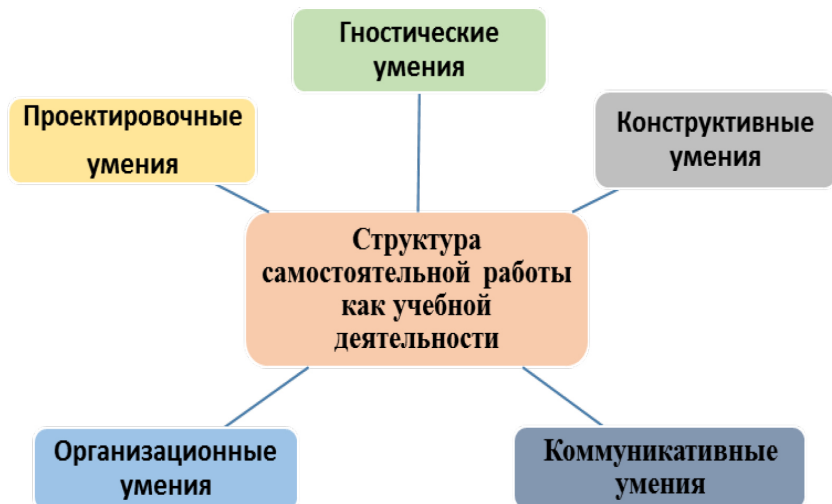 Гностические
умения
Проектировочные
умения
Конструктивные
умения
Структура
самостоятельной работы
как учебной
деятельности
Организационные
умения
Коммуникативные
умения